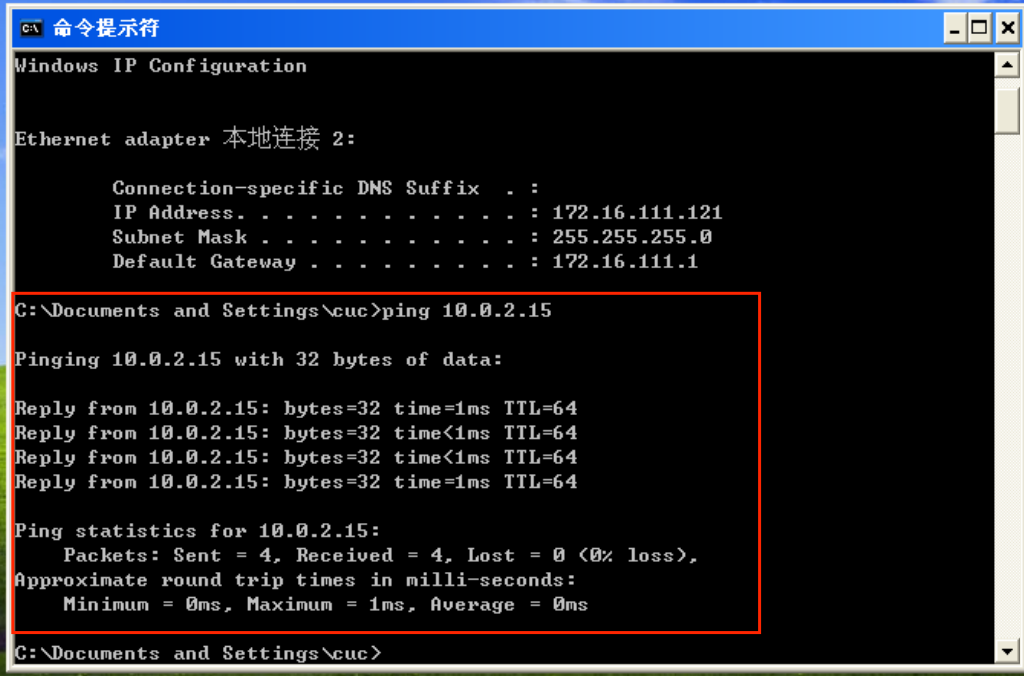 命令提示符
Windows IP Configuration
Ethernet adapter 本地连接 2:
Connection-specific DNS Suffix . :
IP Address. . . . . . . . . . . . : 172.16.111.121
Subnet Mask . . . . . . . . . . . : 255.255.255.0
Default Gateway . . . . . . . . . : 172.16.111.1
C:\Documents and Settings\cuc>ping 10.0.2.15
Pinging 10.0.2.15 with 32 bytes of data:
Reply from 10.0.2.15: bytes=32 time=1ms TTL=64
Reply from 10.0.2.15: bytes=32 time<1ms TTL=64
Reply from 10.0.2.15: bytes=32 time<1ms TTL=64
Reply from 10.0.2.15: bytes=32 time=1ms TTL=64
Ping statistics for 10.0.2.15:
Packets: Sent = 4, Received = 4, Lost = 0 (0% loss),
Approximate round trip times in milli-seconds:
Minimum = 0ms, Maximum = 1ms, Average = 0ms
C:\Documents and Settings\cuc>